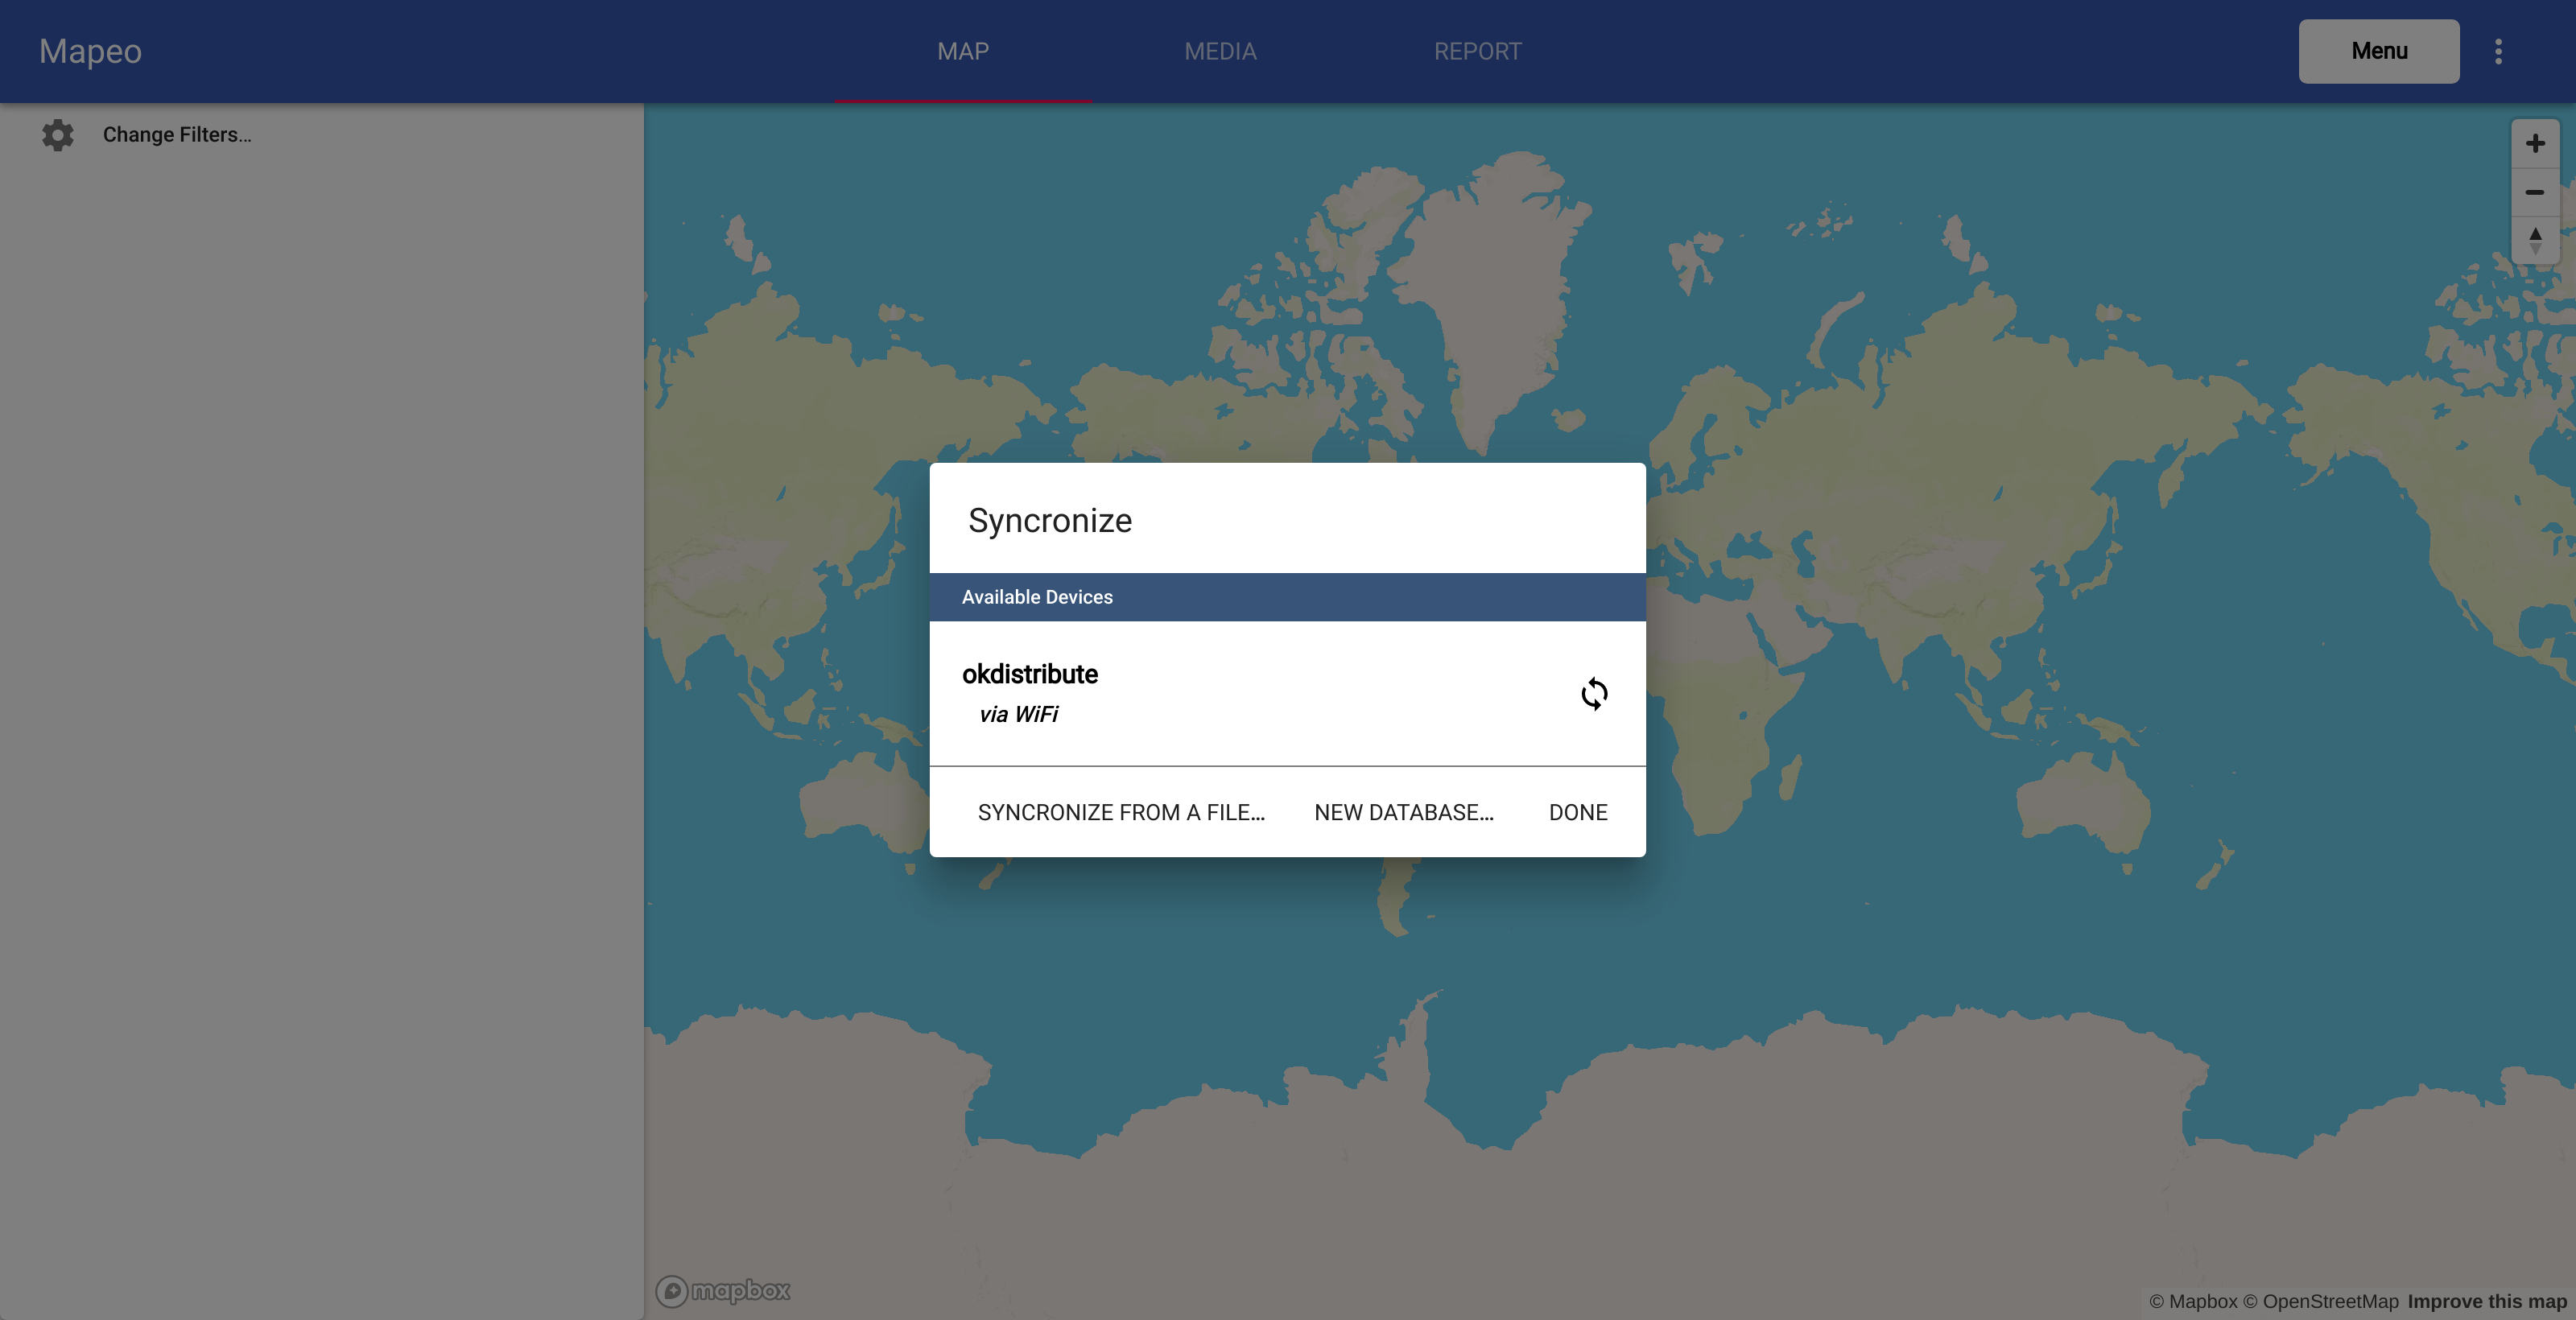 Mapeo
MAP
MEDIA
REPORT
Menu
Change Filters...
Syncronize
Available Devices
okdistribute
via WiFi
SYNCRONIZE FROM A FILE...
NEW DATABASE...
DONE
mapbox
© Mapbox © OpenStreetMap Improve this map